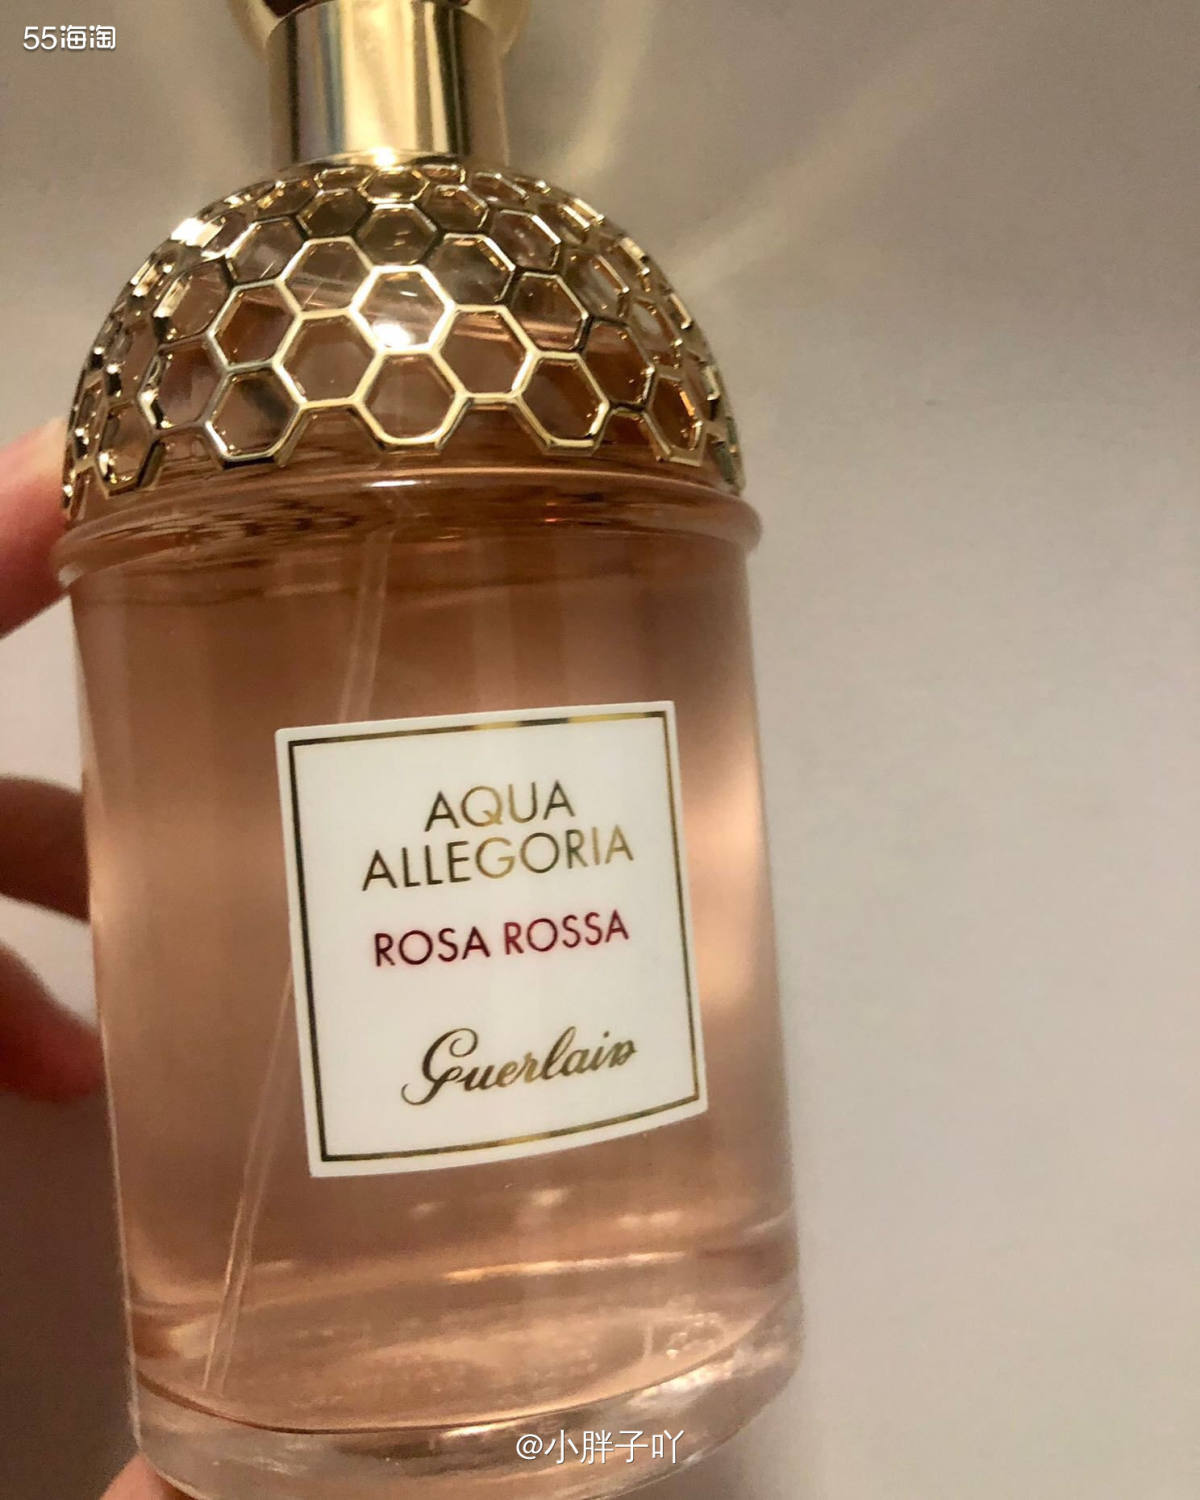 55海淘
AQUA
ALLEGORIA
ROSA ROSSA
Guerlain
@小胖子吖